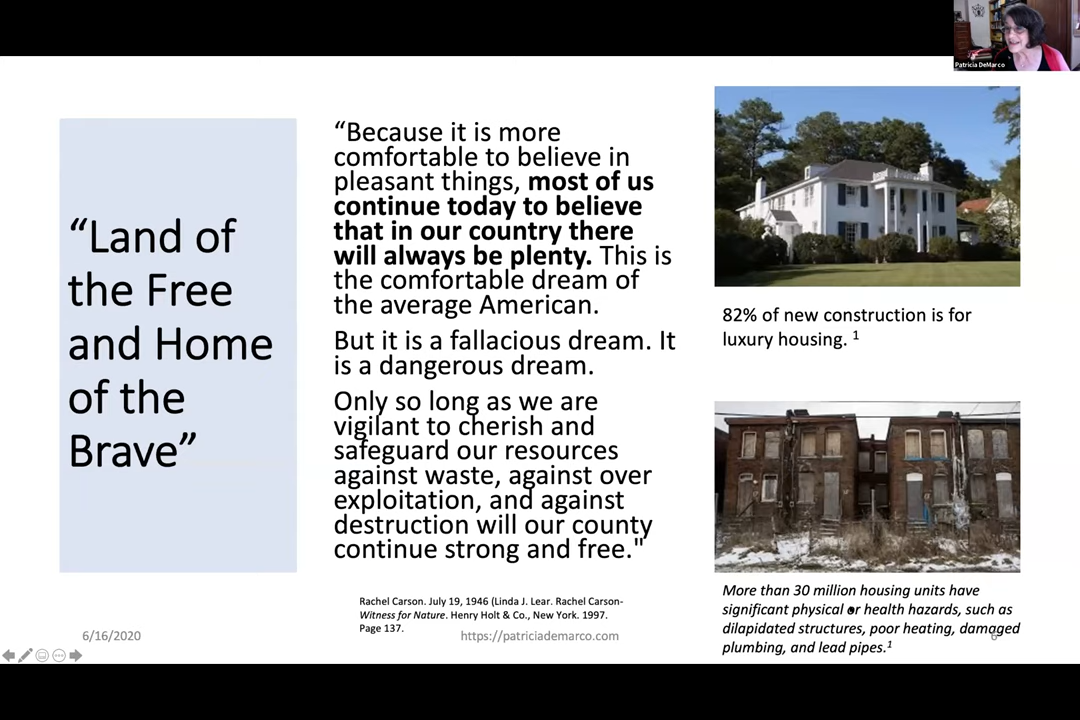 Patricia DeMarco
“Land of
the Free
and Home
of the
Brave”
“Because it is more
comfortable to believe in
pleasant things, most of us
continue today to believe
that in our country there
will always be plenty. This is
the comfortable dream of
the average American.
But it is a fallacious dream. It
is a dangerous dream.
Only so long as we are
vigilant to cherish and
safeguard our resources
against waste, against over
exploitation, and against
destruction will our county
continue strong and free."
Rachel Carson. July 19, 1946 (Linda J. Lear. Rachel Carson-
Witness for Nature. Henry Holt & Co., New York. 1997.
Page 137.
82% of new construction is for
luxury housing. 1
More than 30 million housing units have
significant physical or health hazards, such as
dilapidated structures, poor heating, damaged
plumbing, and lead pipes.1
6/16/2020
https://patriciademarco.com